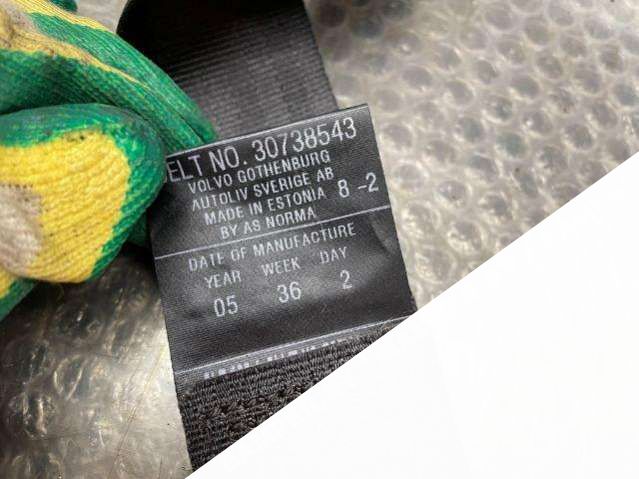 ELT NO. 30738543
VOLVO GOTHENBURG
AUTOLIV SVERIGE AB
MADE IN ESTONIA 8-2
BY AS NORMA
DATE OF MANUFACTURE
YEAR WEEK DAY
05 36 2